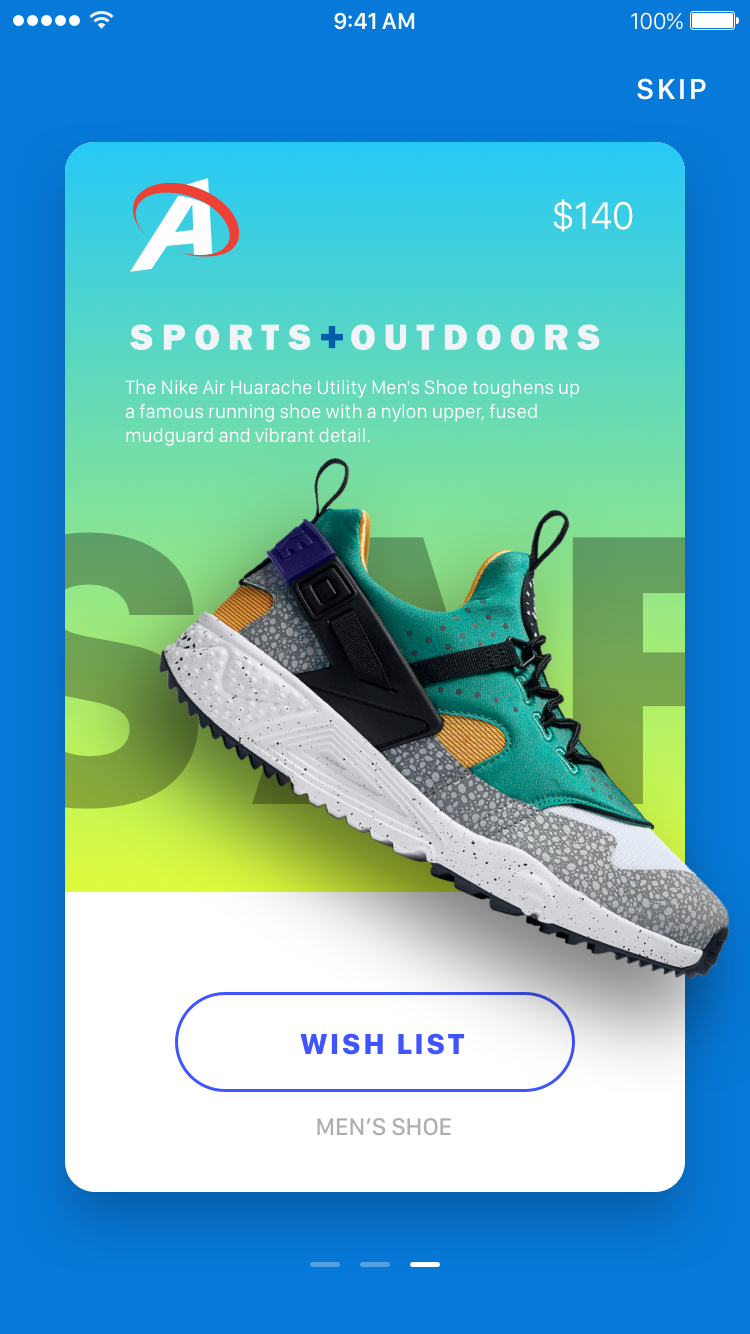 9:41 AM 100%
SKIP
A
$140
SPORTS+OUTDOORS
The Nike Air Huarache Utility Men's Shoe toughens up
a famous running shoe with a nylon upper, fused
mudguard and vibrant detail.
WISH LIST
MEN’S SHOE